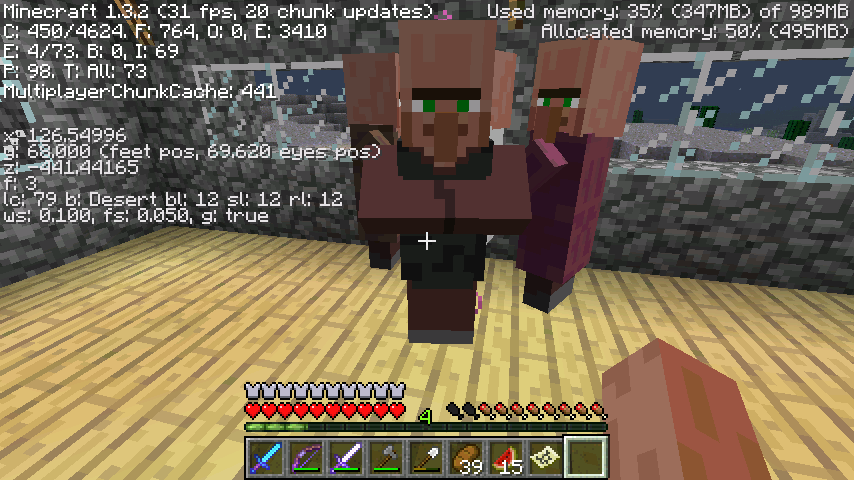 Minecraft 1.3.2 (31 fps, 20 chunk updates)
Used memory: 35% (347MB) of 989MB
C: 450/4624. F: 764, O: 0, E: 3410
Allocated memory: 50% (495MB)
E: 4/73. B: 0, I: 69
P: 98. T: All: 73
MultiplayerChunkCache: 441
x: 126.54996
y: 68.000 (feet pos, 69.620 eyes pos)
z: -441.44165
f: 3
lc: 79 b: Desert bl: 12 sl: 12 rl: 12
ws: 0.100, fs: 0.050, g: true
4
39
15